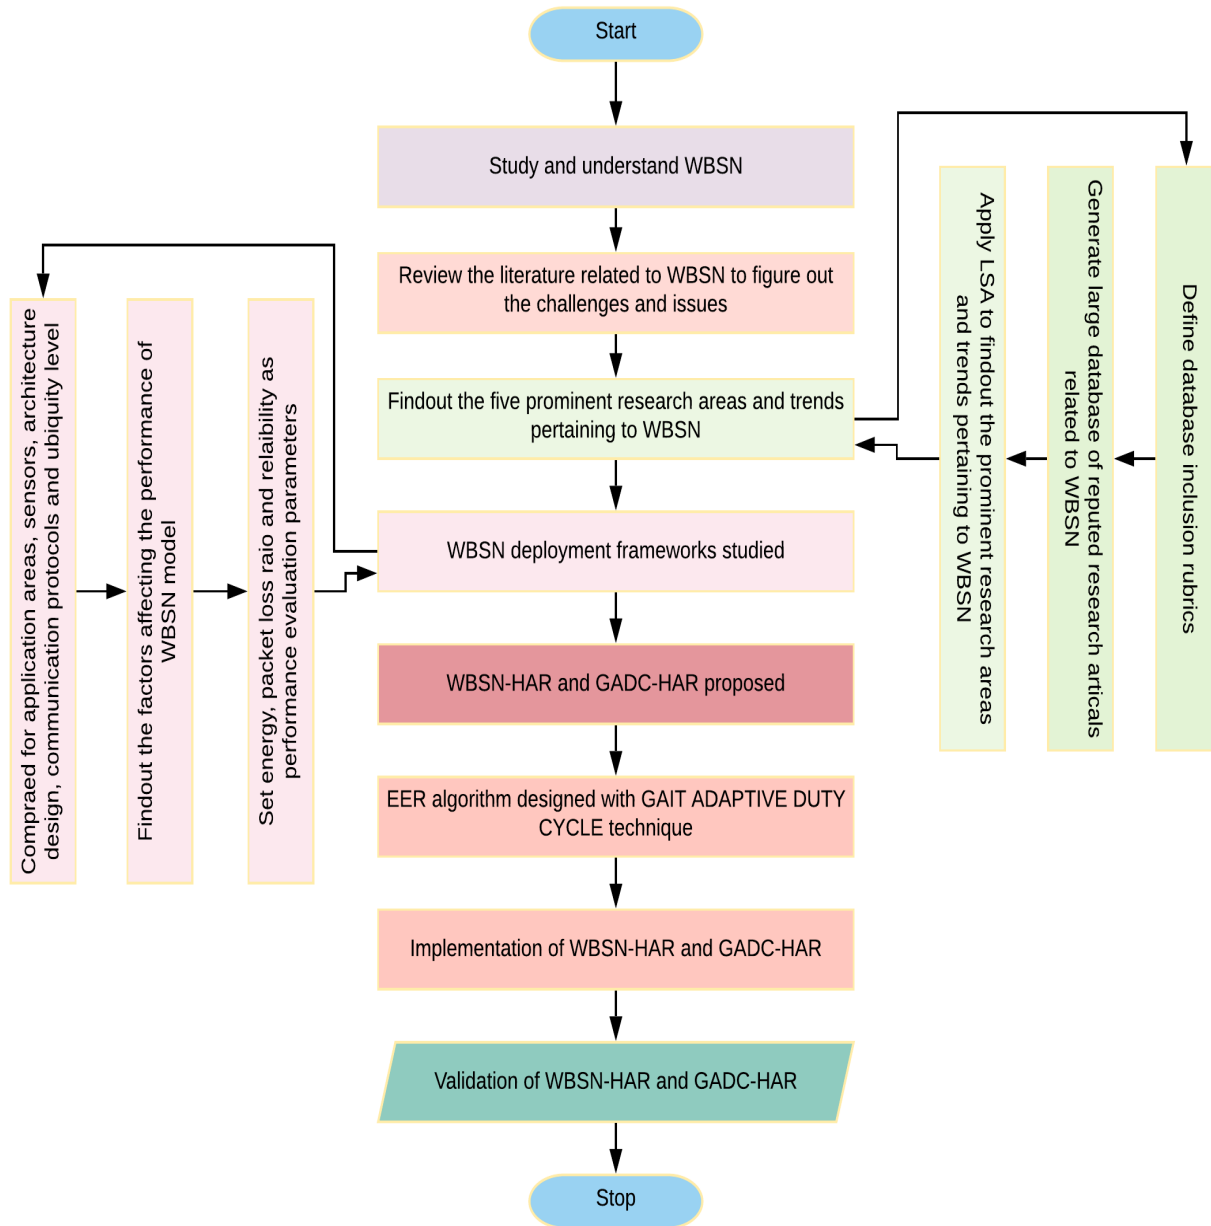 Start
Study and understand WBSN
Review the literature related to WBSN to figure out
the challenges and issues
Findout the five prominent research areas and trends
pertaining to WBSN
Define database inclusion rubrics
Generate large database of reputed research articals
related to WBSN
Apply LSA to findout the prominent research areas
and trends pertaining to WBSN
WBSN deployment frameworks studied
Compraed for application areas, sensors, architecture
design, communication protocols and ubiquity level
Findout the factors affecting the performance of
WBSN model
Set energy, packet loss raio and relaibility as
performance evaluation parameters
WBSN-HAR and GADC-HAR proposed
EER algorithm designed with GAIT ADAPTIVE DUTY
CYCLE technique
Implementation of WBSN-HAR and GADC-HAR
Validation of WBSN-HAR and GADC-HAR
Stop